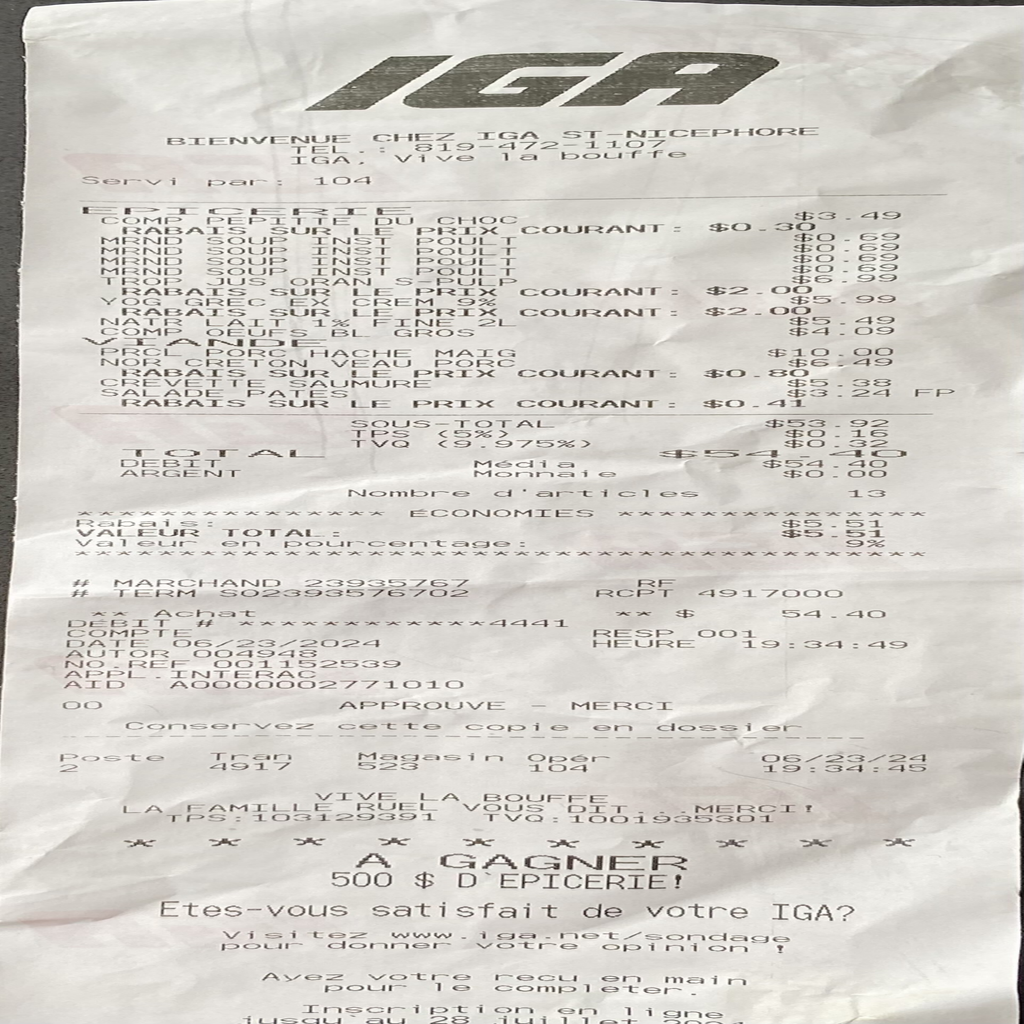 IGA
BIENVENUE CHEZ IGA ST-NICEPHORE
TEL.: 819-472-1107
IGA, Vive la bouffe
Servi par: 104
EPICERIE
COMP PEPITTE DU CHOC $3.49
RABAIS SUR LE PRIX COURANT: $0.30
MRND SOUP INST POULT $0.69
MRND SOUP INST POULT $0.69
MRND SOUP INST POULT $0.69
MRND SOUP INST POULT $0.69
TROP JUS ORAN S-PULP $6.99
RABAIS SUR LE PRIX COURANT: $2.00
YOG GREC EX CREM 9% $5.99
RABAIS SUR LE PRIX COURANT: $2.00
NATR LAIT 1% FINE 2L $5.49
COMP OEUFS BL GROS $4.09
VIANDE
PRCL PORC HACHE MAIG $10.00
NOR CRETON VEAU PORC $6.49
RABAIS SUR LE PRIX COURANT: $0.80
CREVETTE SAUMURE $5.38
SALADE PATES $3.24 FP
RABAIS SUR LE PRIX COURANT: $0.41
SOUS-TOTAL $53.92
TPS (5%) $0.16
TVQ (9.975%) $0.32
TOTAL $54.40
DEBIT Média $54.40
ARGENT Monnaie $0.00
Nombre d'articles 13
*************** ÉCONOMIES ***************
Rabais: $5.51
VALEUR TOTAL: $5.51
Valeur en pourcentage: 9%
*****************************************
# MARCHAND 23935767 RF
# TERM S02393576702 RCPT 4917000
** Achat ** $ 54.40
DEBIT # ************4441
COMPTE RESP 001
DATE 06/23/2024 HEURE 19:34:49
AUTOR 004948
NO.REF 001152539
APPL.INTERAC
AID A0000002771010
00 APPROUVE - MERCI
Conservez cette copie en dossier
Poste Tran Magasin Opér 06/23/24
2 4917 523 104 19:34:45
VIVE LA BOUFFE
LA FAMILLE RUEL VOUS DIT...MERCI!
TPS:103129391 TVQ:1001935301
* * * * * * * * * *
A GAGNER
500 $ D'EPICERIE!
Etes-vous satisfait de votre IGA?
Visitez www.iga.net/sondage
pour donner votre opinion !
Ayez votre recu en main
pour le completer.
Inscription en ligne
jusqu'au 28 juillet 2024